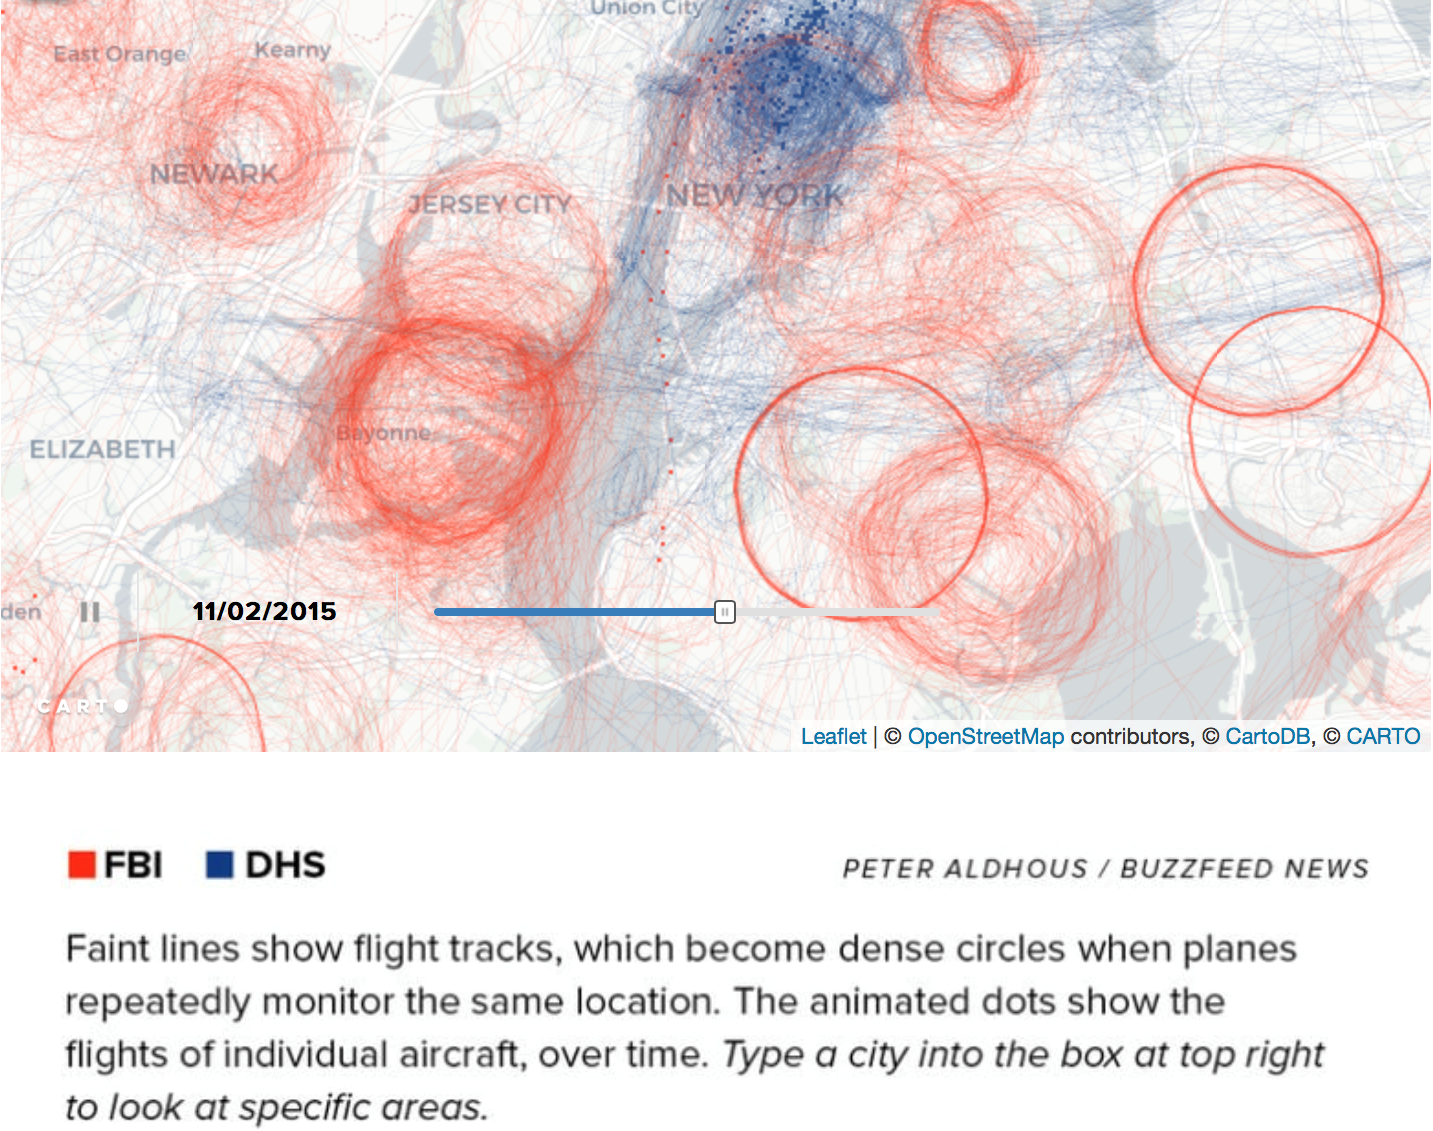 Union City
East Orange
Kearny
NEWARK
JERSEY CITY
NEW YORK
Bayonne
ELIZABETH
den
11/02/2015
CARTO
Leaflet | © OpenStreetMap contributors, © CartoDB, © CARTO
FBI DHS
PETER ALDHOUS / BUZZFEED NEWS
Faint lines show flight tracks, which become dense circles when planes
repeatedly monitor the same location. The animated dots show the
flights of individual aircraft, over time. Type a city into the box at top right
to look at specific areas.